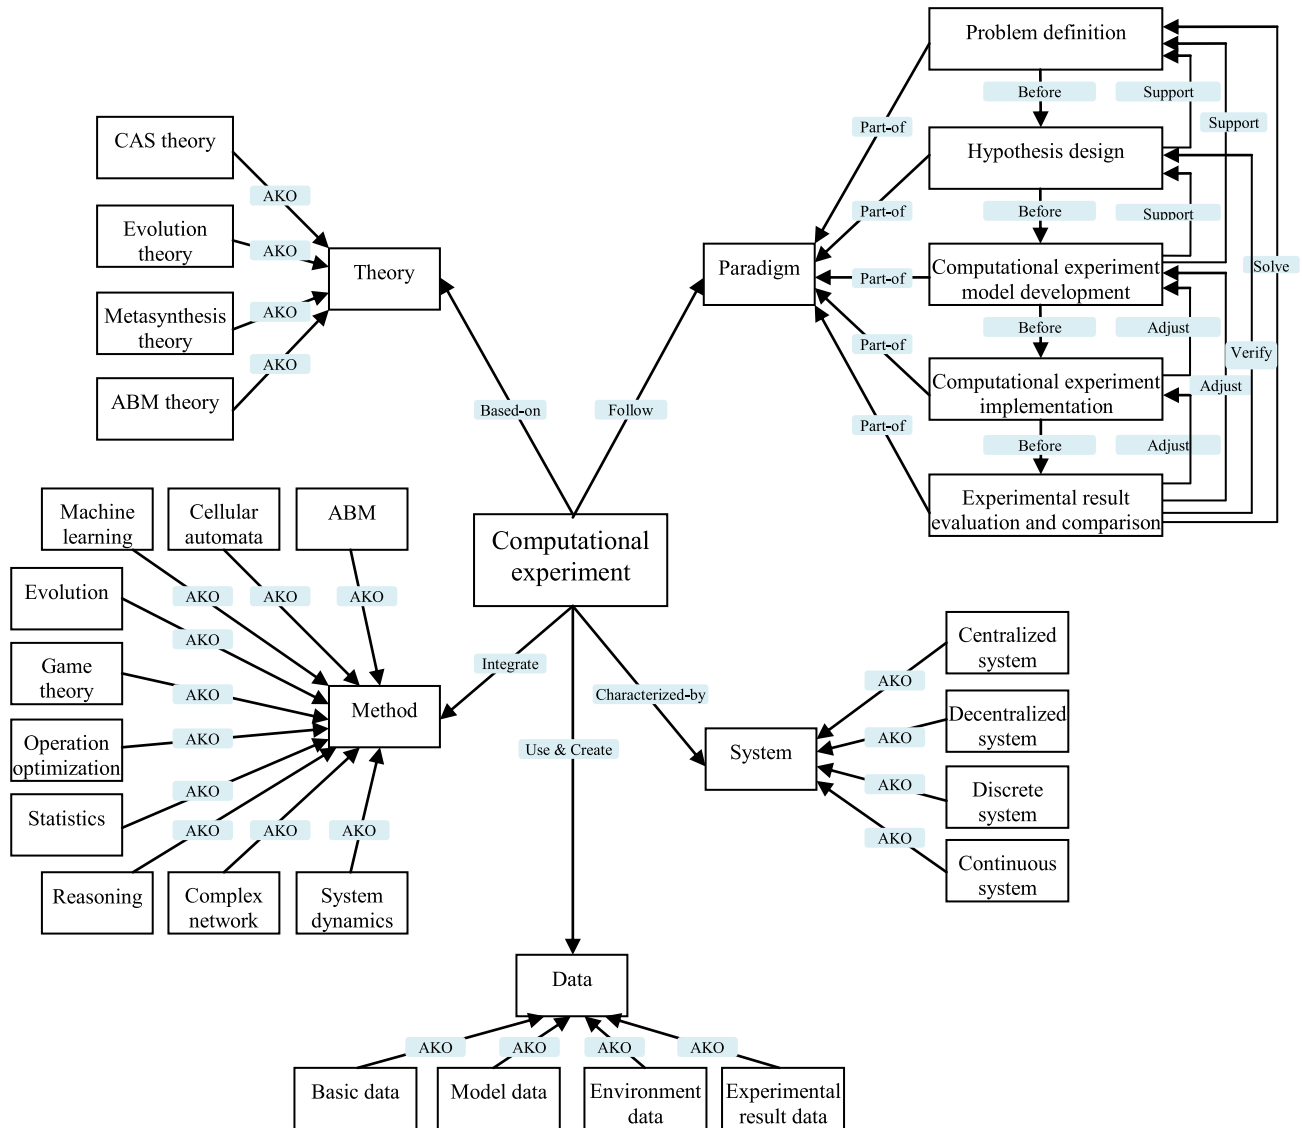 Problem definition
Before
Support
Part-of
Support
CAS theory
Hypothesis design
AKO
Before
Support
Part-of
Evolution
theory
AKO
Theory
Paradigm
Part-of
Computational experiment
model development
Solve
Metasynthesis
theory
AKO
Before
Adjust
Part-of
Verify
AKO
ABM theory
Computational experiment
implementation
Adjust
Based-on
Follow
Part-of
Before
Adjust
Experimental result
evaluation and comparison
Machine
learning
Cellular
automata
ABM
Computational
experiment
Evolution
AKO
AKO
AKO
AKO
Game
theory
AKO
Integrate
Centralized
system
AKO
Characterized-by
Method
Operation
optimization
AKO
Use & Create
System
Decentralized
system
AKO
Statistics
AKO
AKO
Discrete
system
AKO
AKO
AKO
AKO
Continuous
system
Reasoning
Complex
network
System
dynamics
Data
AKO
AKO
AKO
AKO
Basic data
Model data
Environment
data
Experimental
result data